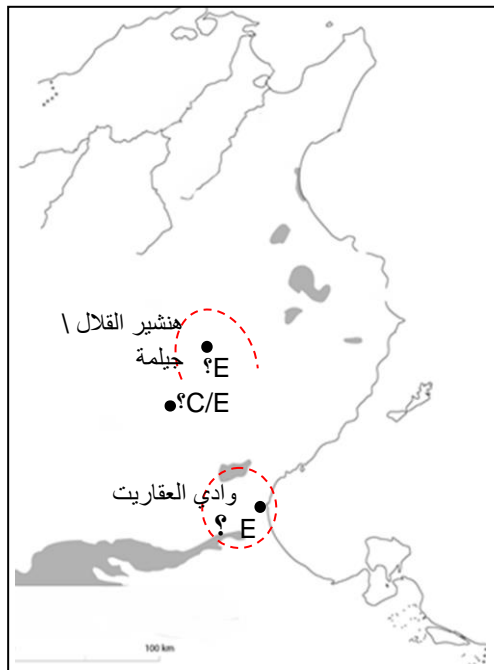 هنشير القلال \
جيلمة
E؟
C/E؟
وادي العقاريت
E ؟
100 km